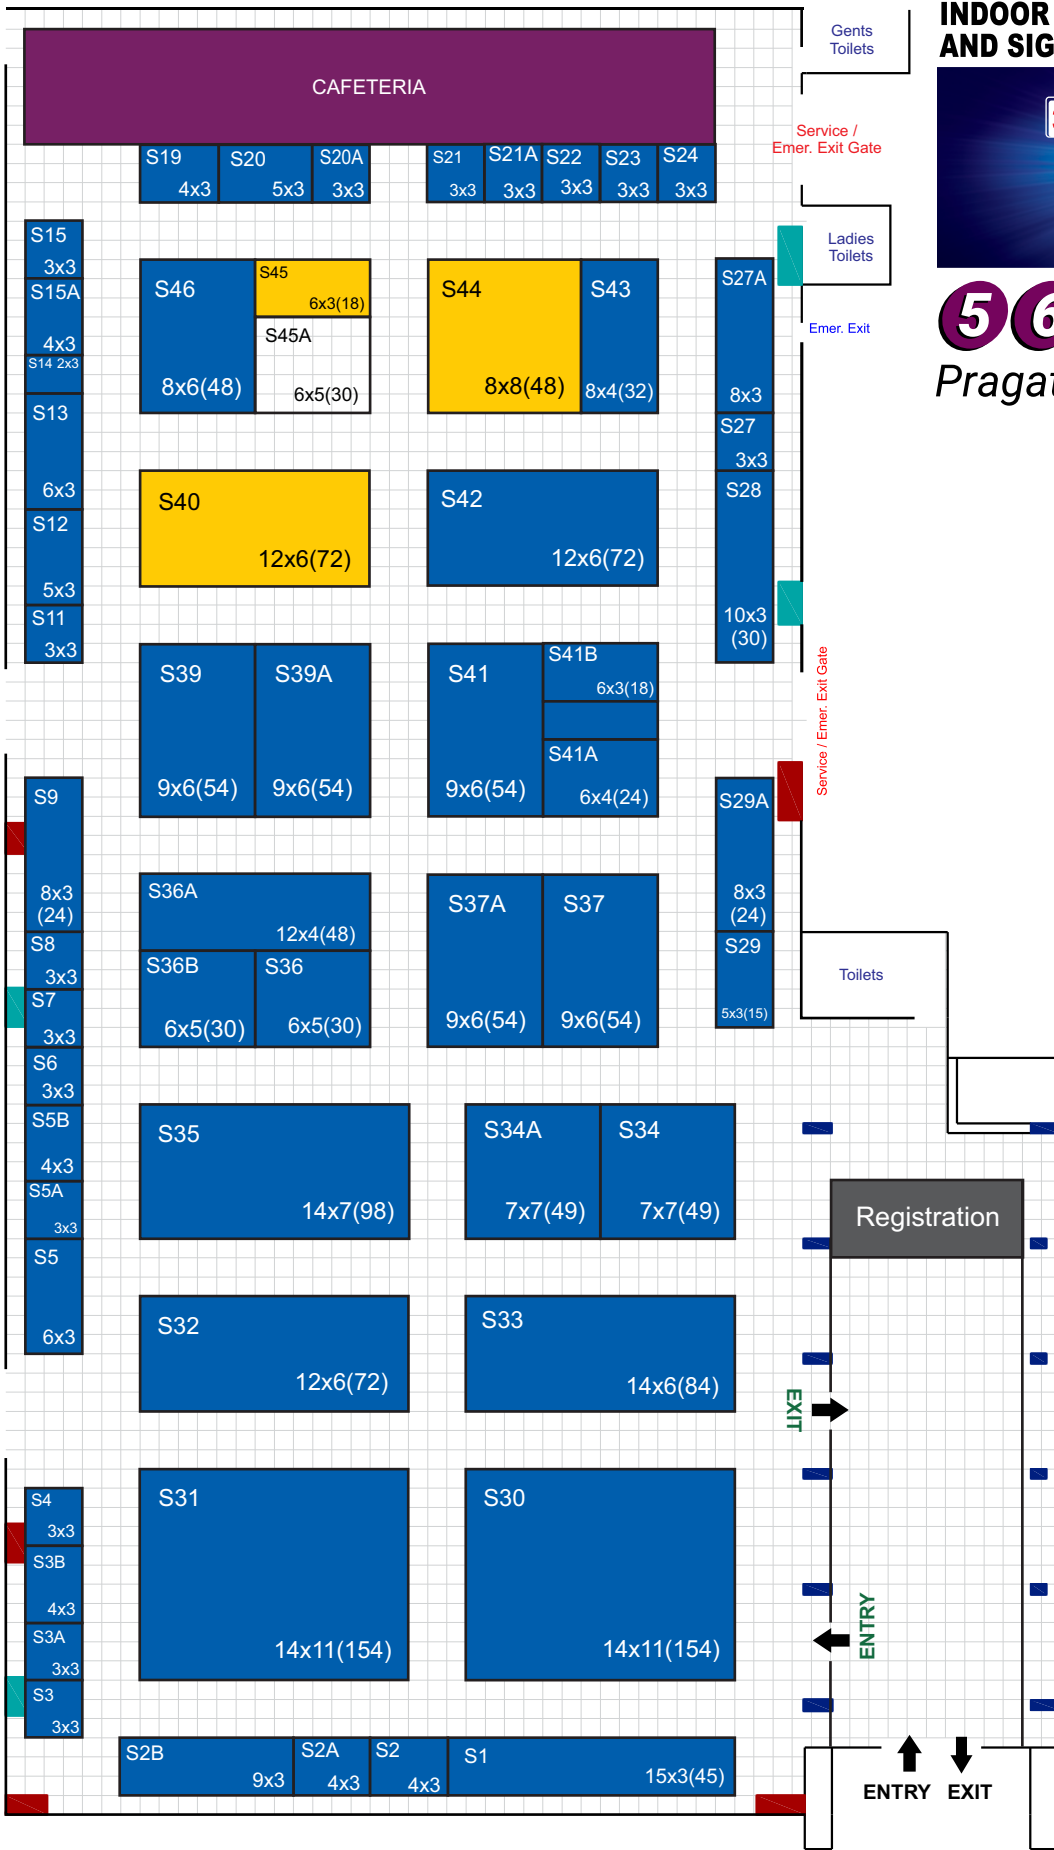 INDOOR
AND SIG
Gents
Toilets
CAFETERIA
Service /
Emer. Exit Gate
S19
4x3
S20
5x3
S20A
3x3
S21
3x3
S21A
3x3
S22
3x3
S23
3x3
S24
3x3
Ladies
Toilets
Emer. Exit
5 6
Pragat
S15
3x3
S15A
4x3
S14 2x3
S13
6x3
S12
5x3
S11
3x3
S46
8x6(48)
S45
6x3(18)
S45A
6x5(30)
S44
8x8(48)
S43
8x4(32)
S27A
8x3
S27
3x3
S28
10x3
(30)
S40
12x6(72)
S42
12x6(72)
S39
9x6(54)
S39A
9x6(54)
S41
9x6(54)
S41B
6x3(18)
S41A
6x4(24)
Service / Emer. Exit Gate
S9
8x3
(24)
S8
3x3
S7
3x3
S6
3x3
S5B
4x3
S5A
3x3
S5
6x3
S36A
12x4(48)
S36B
6x5(30)
S36
6x5(30)
S37A
9x6(54)
S37
9x6(54)
S29A
8x3
(24)
S29
5x3(15)
Toilets
S35
14x7(98)
S34A
7x7(49)
S34
7x7(49)
Registration
S32
12x6(72)
S33
14x6(84)
EXIT
S31
14x11(154)
S30
14x11(154)
S4
3x3
S3B
4x3
S3A
3x3
S3
3x3
ENTRY
S2B
9x3
S2A
4x3
S2
4x3
S1
15x3(45)
ENTRY EXIT